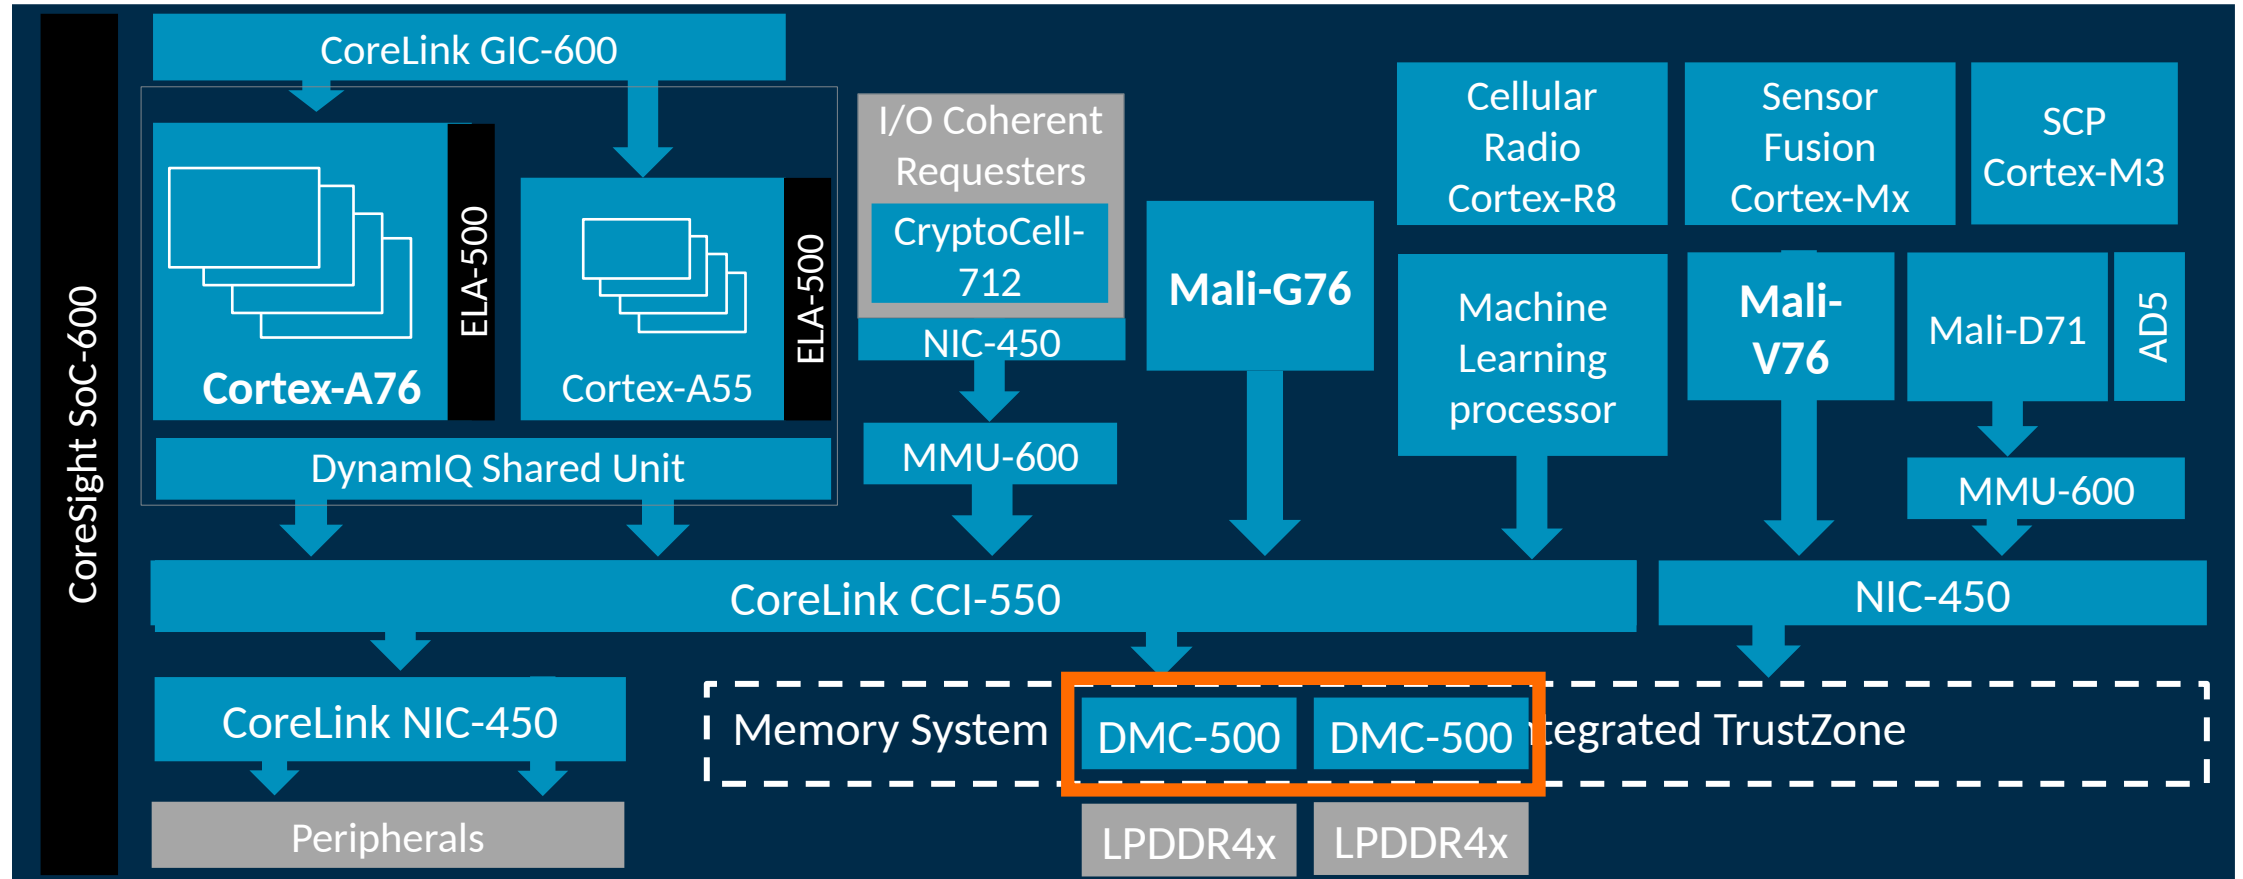 CoreSight SoC-600
CoreLink GIC-600
Cortex-A76
ELA-500
Cortex-A55
ELA-500
DynamIQ Shared Unit
I/O Coherent
Requesters
CryptoCell-
712
NIC-450
MMU-600
Mali-G76
Cellular
Radio
Cortex-R8
Sensor
Fusion
Cortex-Mx
SCP
Cortex-M3
Machine
Learning
processor
Mali-
V76
Mali-D71
AD5
MMU-600
CoreLink CCI-550
NIC-450
CoreLink NIC-450
Peripherals
Memory System
DMC-500
DMC-500
tegrated TrustZone
LPDDR4x
LPDDR4x